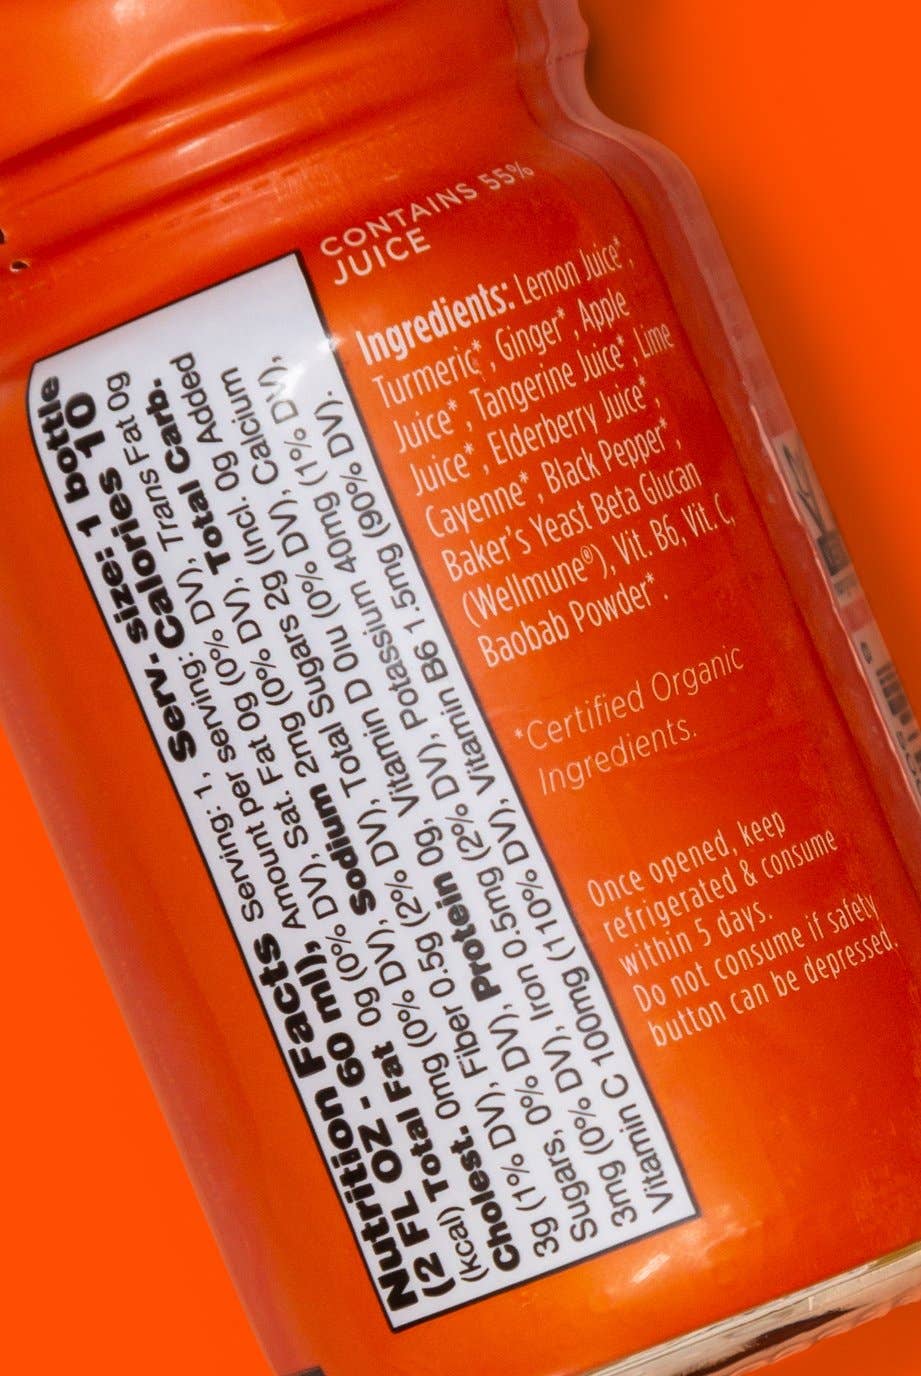 CONTAINS 55%
JUICE
Nutrition Facts Serving: 1, Serv. size: 1 bottle
(2 FL OZ - 60 ml), Amount per serving: Calories 10
(kcal) Total Fat 0g (0% DV), Sat. Fat 0g (0% DV), Trans Fat 0g
Cholest. 0mg (0% DV), Sodium 2mg (0% DV), Total Carb.
3g (1% DV), Fiber 0.5g (2% DV), Total Sugars 2g (Incl. 0g Added
Sugars, 0% DV), Protein 0g, Vitamin D 0iu (0% DV), Calcium
3mg (0% DV), Iron 0.5mg (2% DV), Potassium 40mg (1% DV),
Vitamin C 100mg (110% DV), Vitamin B6 1.5mg (90% DV).
Ingredients: Lemon Juice*,
Turmeric*, Ginger*, Apple
Juice*, Tangerine Juice*, Lime
Juice*, Elderberry Juice*,
Cayenne*, Black Pepper*,
Baker's Yeast Beta Glucan
(Wellmune®), Vit. B6, Vit. C,
Baobab Powder*.
*Certified Organic
Ingredients.
Once opened, keep
refrigerated & consume
within 5 days.
Do not consume if safety
button can be depressed.